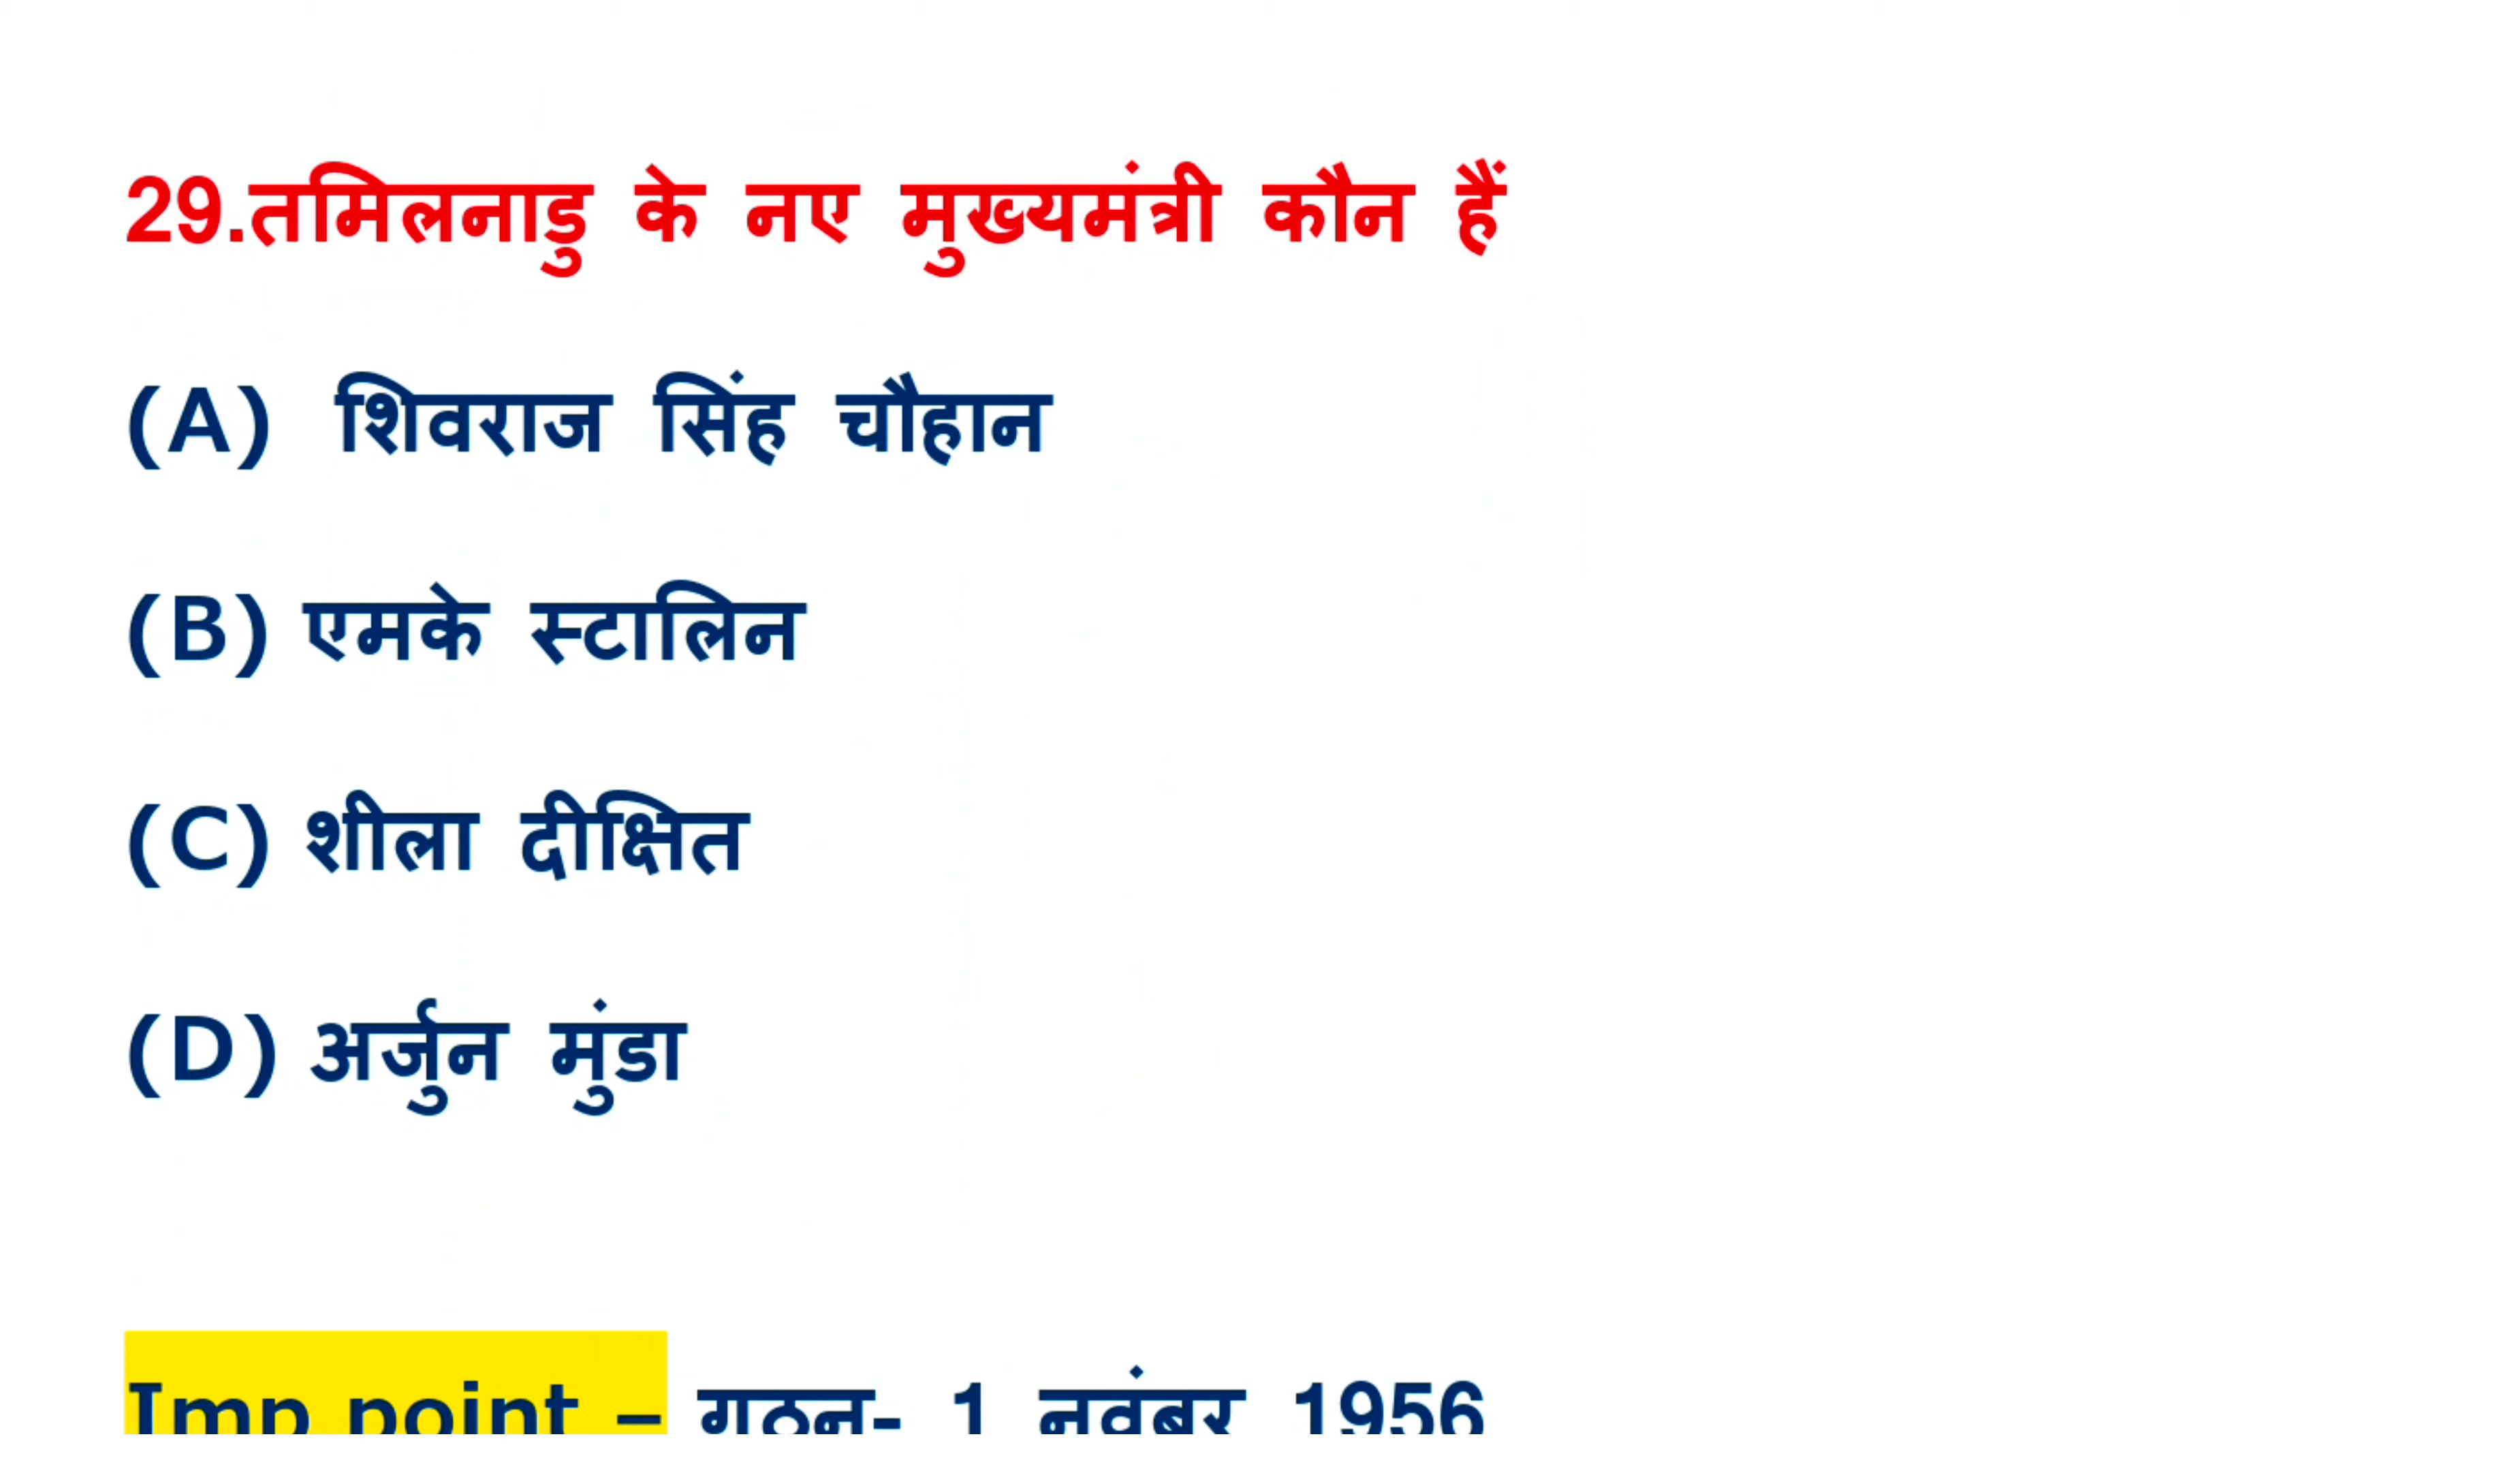 29.तमिलनाडु के नए मुख्यमंत्री कौन हैं
(A) शिवराज सिंह चौहान
(B) एमके स्टालिन
(C) शीला दीक्षित
(D) अर्जुन मुंडा
Imp point – गठन- 1 नवंबर 1956